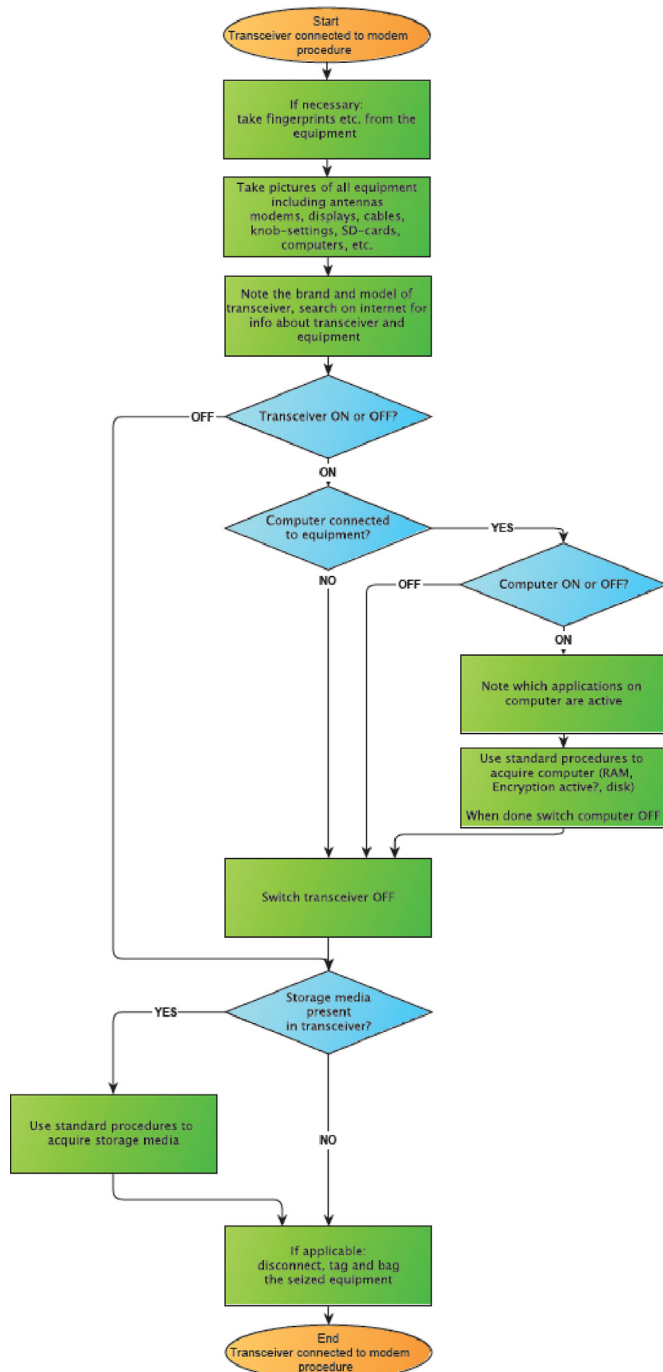 Start
Transceiver connected to modem
procedure
If necessary:
take fingerprints etc. from the
equipment
Take pictures of all equipment
including antennas
modems, displays, cables,
knob-settings, SD-cards,
computers, etc.
Note the brand and model of
transceiver, search on internet for
info about transceiver and
equipment
Transceiver ON or OFF?
OFF
ON
Computer connected
to equipment?
YES
NO
Computer ON or OFF?
OFF
ON
Note which applications on
computer are active
Use standard procedures to
acquire computer (RAM,
Encryption active?, disk)
When done switch computer OFF
Switch transceiver OFF
Storage media
present
in transceiver?
YES
NO
Use standard procedures to
acquire storage media
If applicable:
disconnect, tag and bag
the seized equipment
End
Transceiver connected to modem
procedure